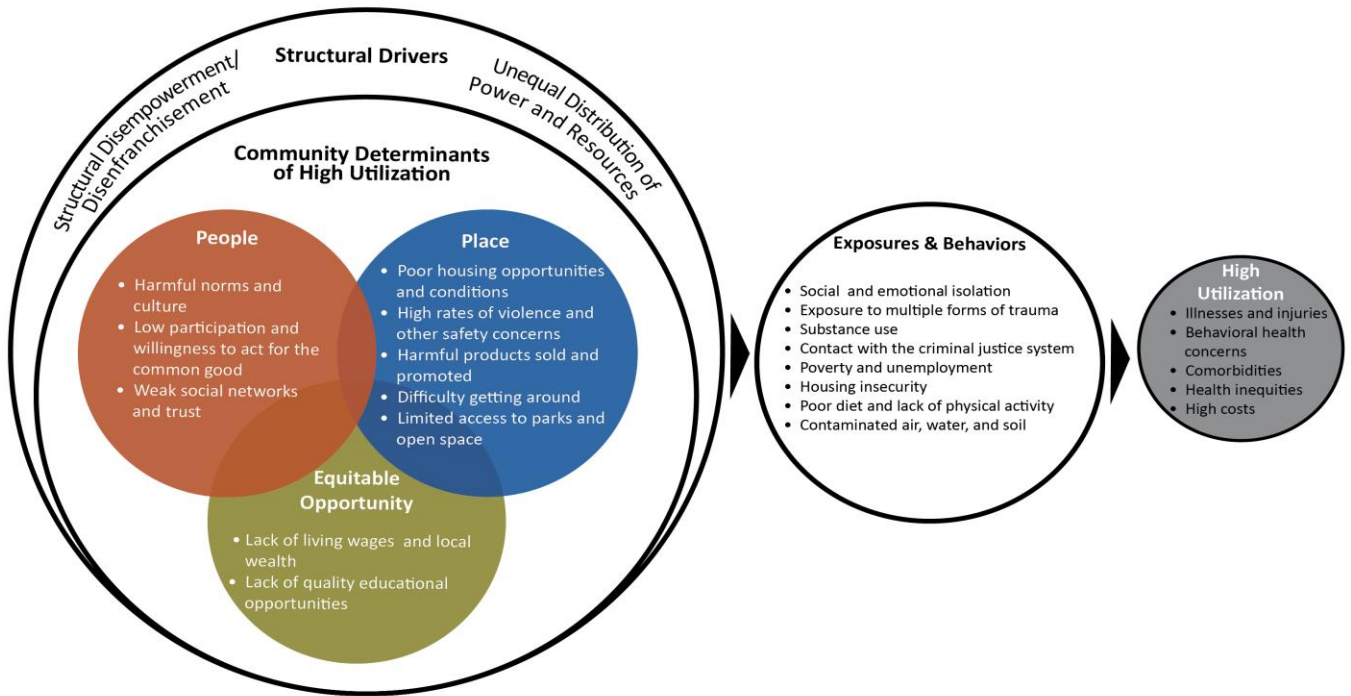 Structural Drivers
Structural Disempowerment/
Disenfranchisement
Unequal Distribution of
Power and Resources
Community Determinants
of High Utilization
People
• Harmful norms and
culture
• Low participation and
willingness to act for the
common good
• Weak social networks
and trust
Place
• Poor housing opportunities
and conditions
• High rates of violence and
other safety concerns
• Harmful products sold and
promoted
• Difficulty getting around
• Limited access to parks and
open space
Equitable
Opportunity
• Lack of living wages and local
wealth
• Lack of quality educational
opportunities
Exposures & Behaviors
• Social and emotional isolation
• Exposure to multiple forms of trauma
• Substance use
• Contact with the criminal justice system
• Poverty and unemployment
• Housing insecurity
• Poor diet and lack of physical activity
• Contaminated air, water, and soil
High
Utilization
• Illnesses and injuries
• Behavioral health
concerns
• Comorbidities
• Health inequities
• High costs